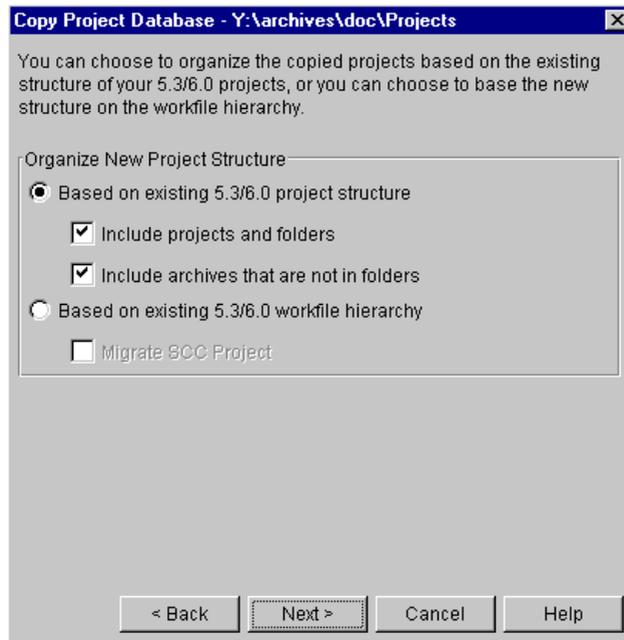 Copy Project Database - Y:\archives\doc\Projects
You can choose to organize the copied projects based on the existing
structure of your 5.3/6.0 projects, or you can choose to base the new
structure on the workfile hierarchy.
Organize New Project Structure
Based on existing 5.3/6.0 project structure
Include projects and folders
Include archives that are not in folders
Based on existing 5.3/6.0 workfile hierarchy
Migrate SCC Project
< Back Next > Cancel Help